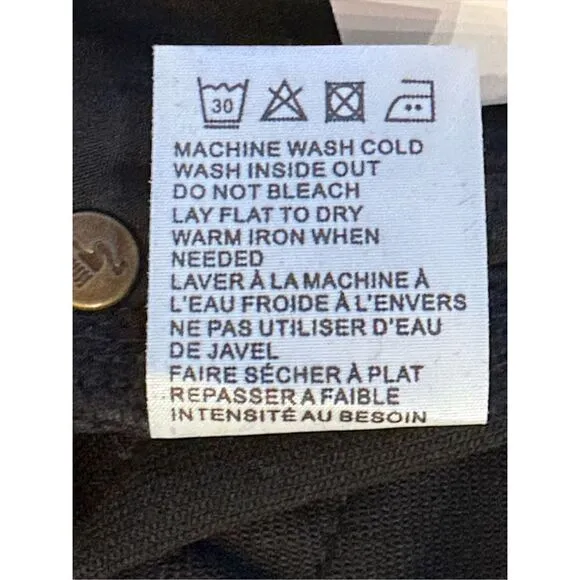 30
MACHINE WASH COLD
WASH INSIDE OUT
DO NOT BLEACH
LAY FLAT TO DRY
WARM IRON WHEN
NEEDED
LAVER À LA MACHINE À
L'EAU FROIDE À L'ENVERS
NE PAS UTILISER D'EAU
DE JAVEL
FAIRE SÉCHER À PLAT
REPASSER A FAIBLE
INTENSITÉ AU BESOIN